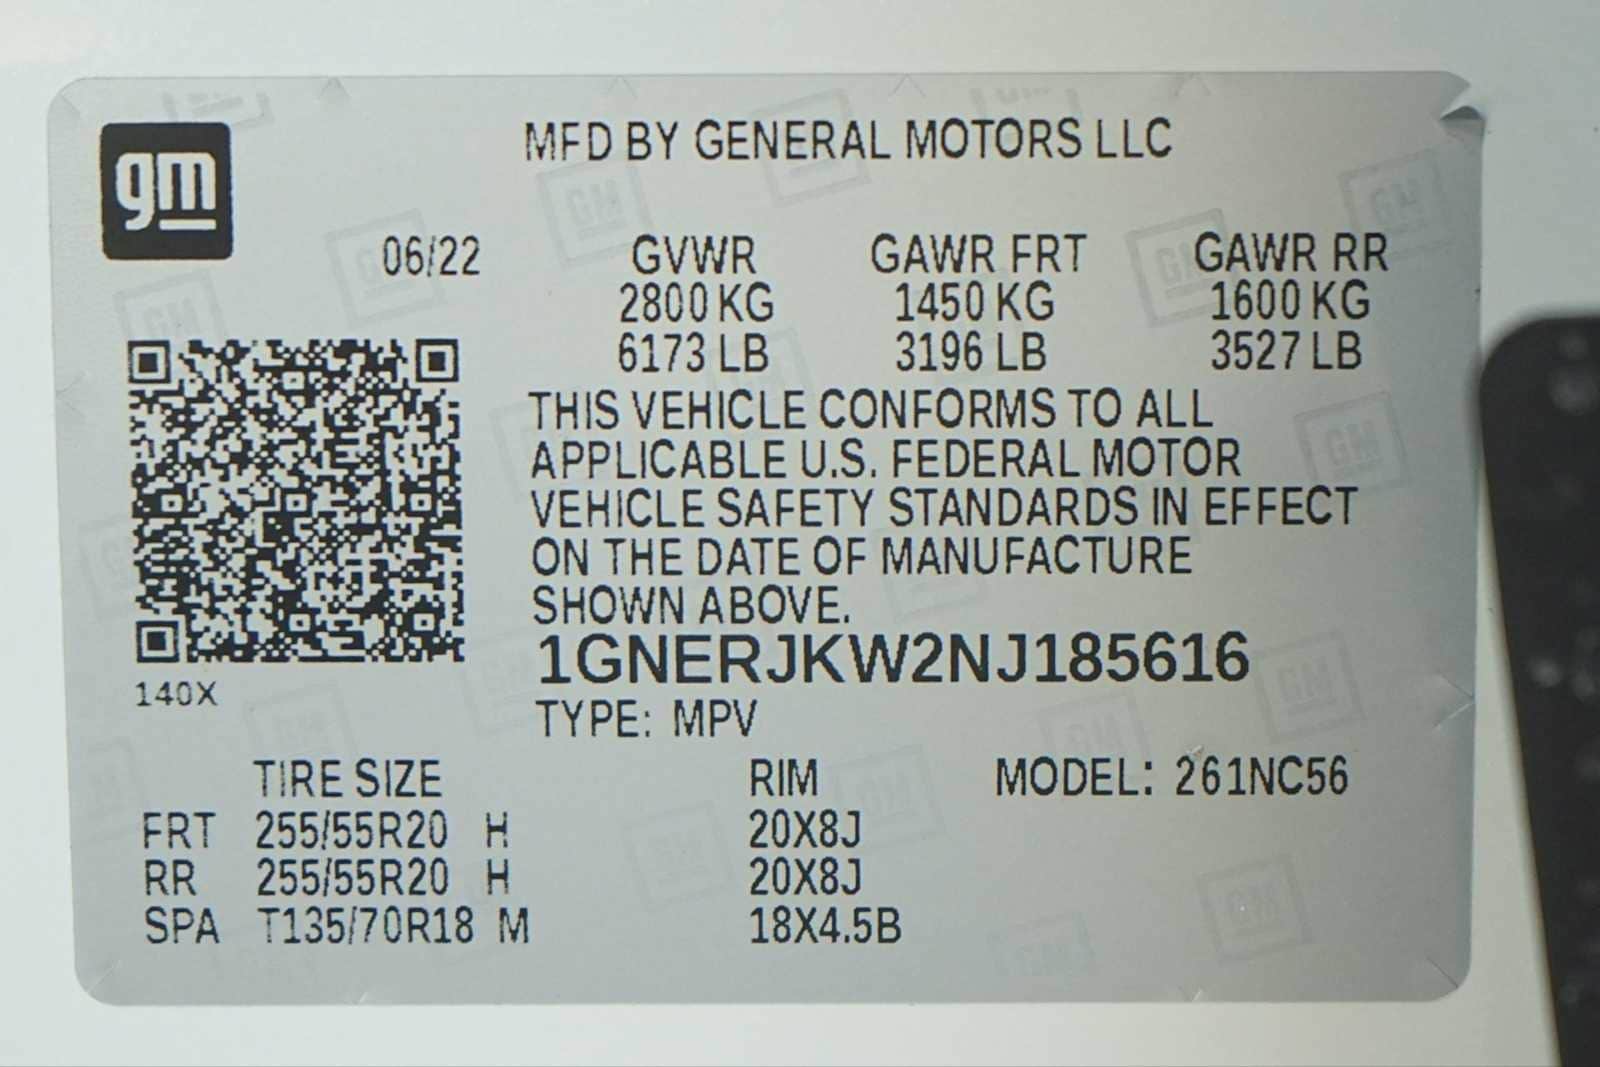 gm
MFD BY GENERAL MOTORS LLC
06/22 GVWR GAWR FRT GAWR RR
2800 KG 1450 KG 1600 KG
6173 LB 3196 LB 3527 LB
THIS VEHICLE CONFORMS TO ALL
APPLICABLE U.S. FEDERAL MOTOR
VEHICLE SAFETY STANDARDS IN EFFECT
ON THE DATE OF MANUFACTURE
SHOWN ABOVE.
1GNERJKW2NJ185616
140X
TYPE: MPV
TIRE SIZE RIM MODEL: 261NC56
FRT 255/55R20 H 20X8J
RR 255/55R20 H 20X8J
SPA T135/70R18 M 18X4.5B